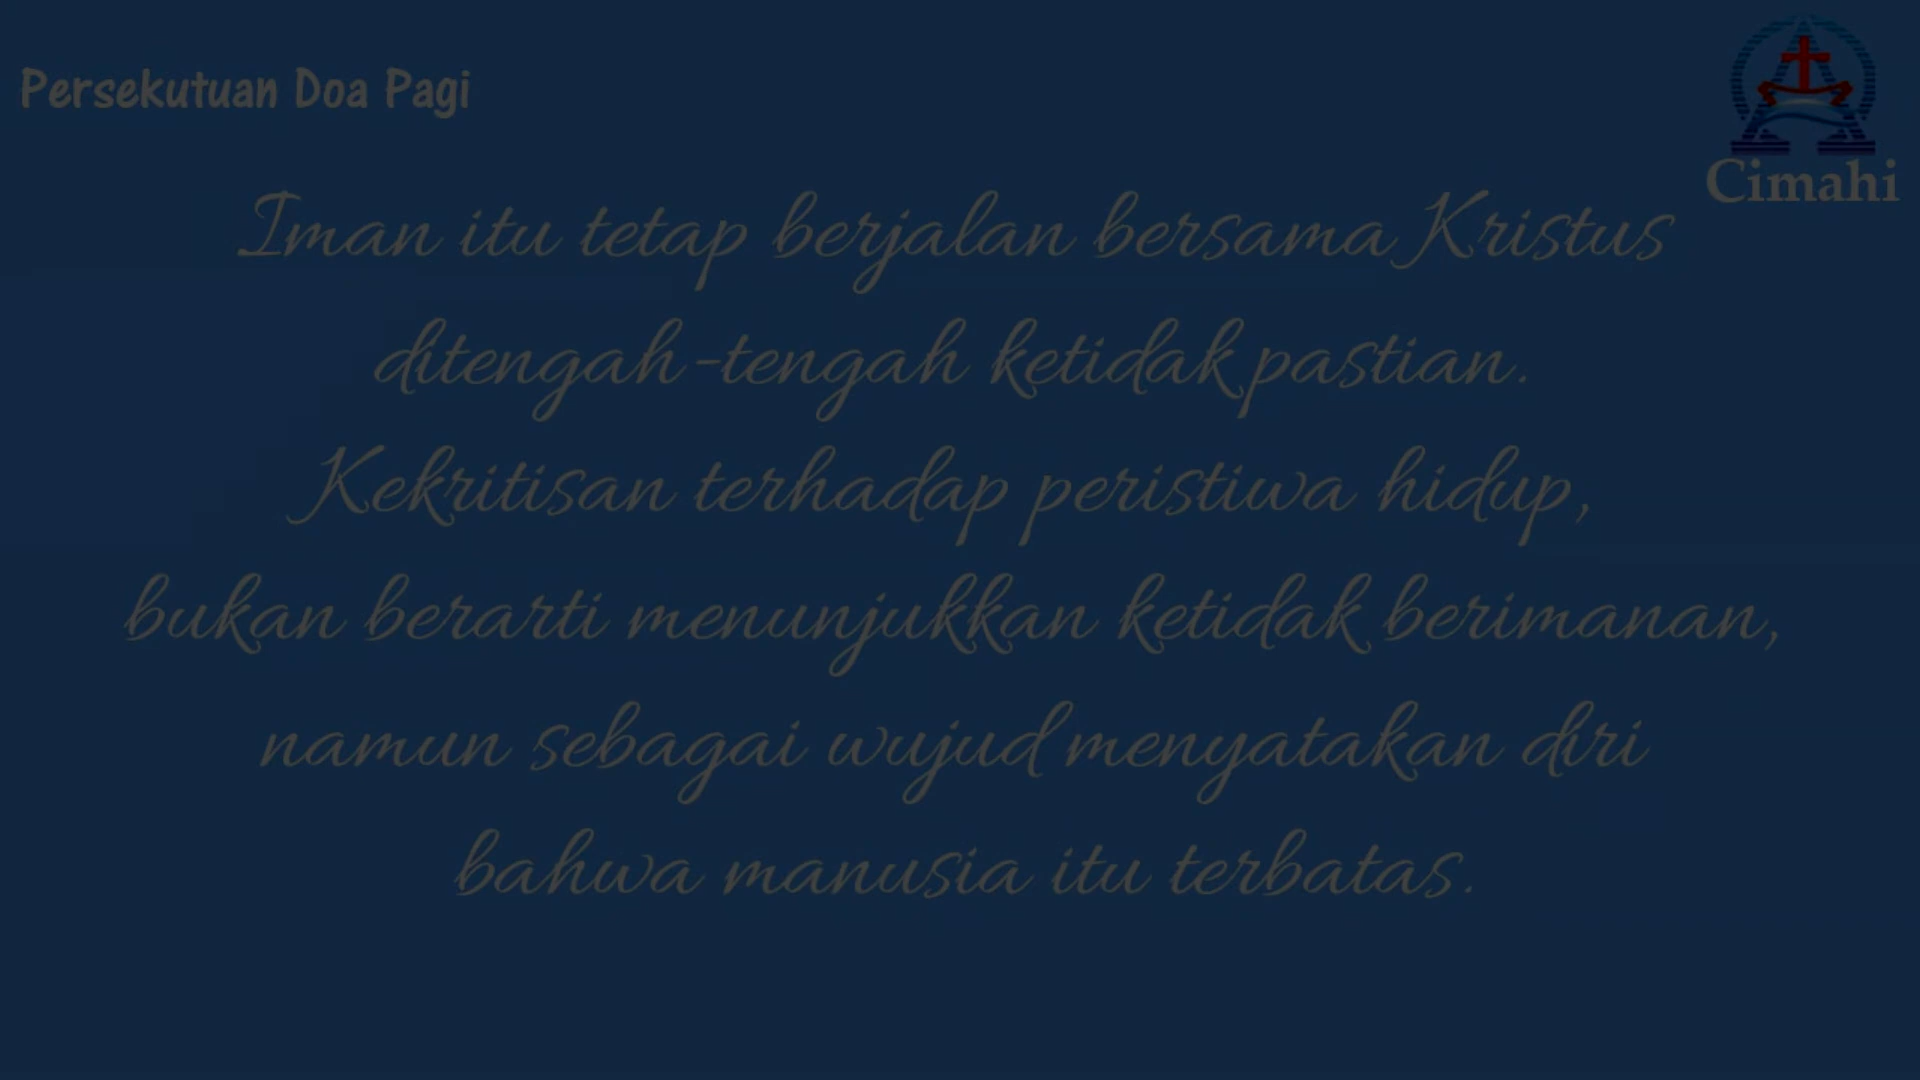 Persekutuan Doa Pagi
Cimahi
Iman itu tetap berjalan bersama Kristus
ditengah-tengah ketidak pastian.
Kekritisan terhadap peristiwa hidup,
bukan berarti menunjukkan ketidak berimanan,
namun sebagai wujud menyatakan diri
bahwa manusia itu terbatas.